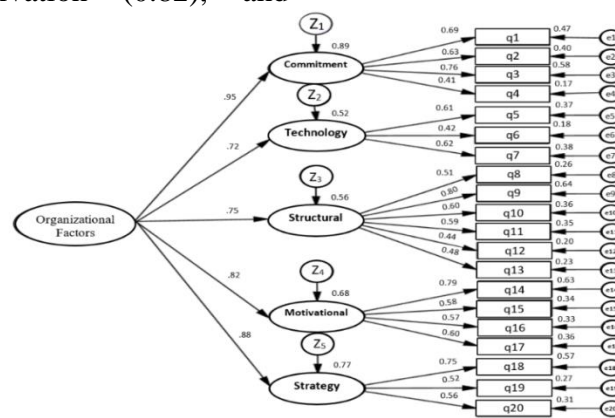 (0.82), and
Z1
0.89
0.69
q1
0.47
e1
Commitment
0.63
q2
0.40
e2
0.76
q3
0.58
e3
0.41
q4
0.17
e4
.95
Z2
0.52
Technology
0.61
q5
0.37
e5
0.42
q6
0.18
e6
0.62
q7
0.38
e7
.72
Z3
0.56
Structural
0.51
q8
0.26
e8
0.80
q9
0.64
e9
0.60
q10
0.36
0.59
q11
0.35
0.44
q12
0.20
0.48
q13
0.23
.75
Organizational
Factors
Z4
0.68
Motivational
0.79
q14
0.63
0.58
q15
0.34
0.57
q16
0.33
0.60
q17
0.36
.82
Z5
0.77
Strategy
0.75
q18
0.57
0.52
q19
0.27
0.56
q20
0.31
.88